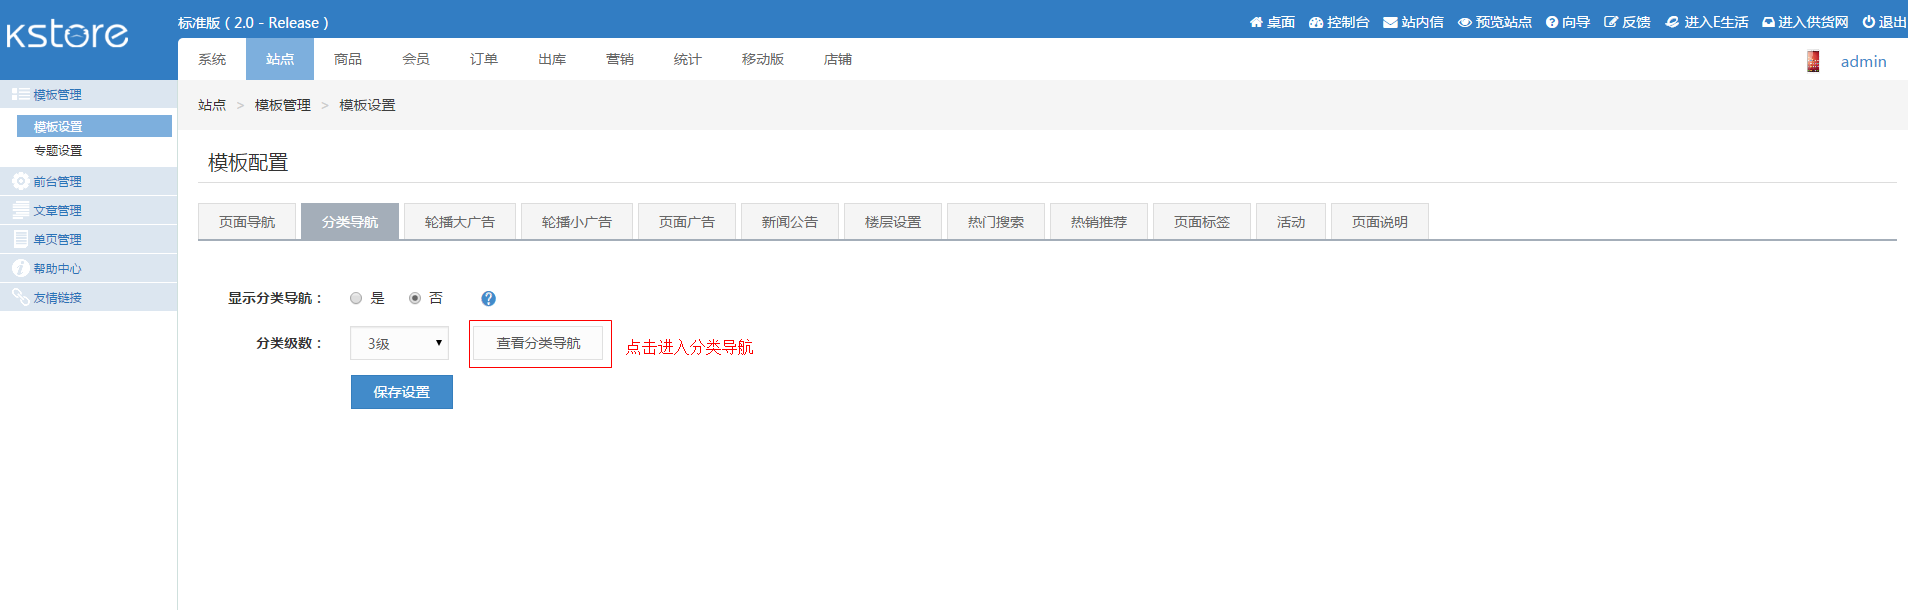 kstore
标准版（2.0 - Release）
桌面 控制台 站内信 预览站点 向导 反馈 进入E生活 进入供货网 退出
系统 站点 商品 会员 订单 出库 营销 统计 移动版 店铺
admin
模板管理
模板设置
专题设置
前台管理
文章管理
单页管理
帮助中心
友情链接
站点 > 模板管理 > 模板设置
模板配置
页面导航 分类导航 轮播大广告 轮播小广告 页面广告 新闻公告 楼层设置 热门搜索 热销推荐 页面标签 活动 页面说明
显示分类导航： 是 否
分类级数： 3级 查看分类导航 点击进入分类导航
保存设置